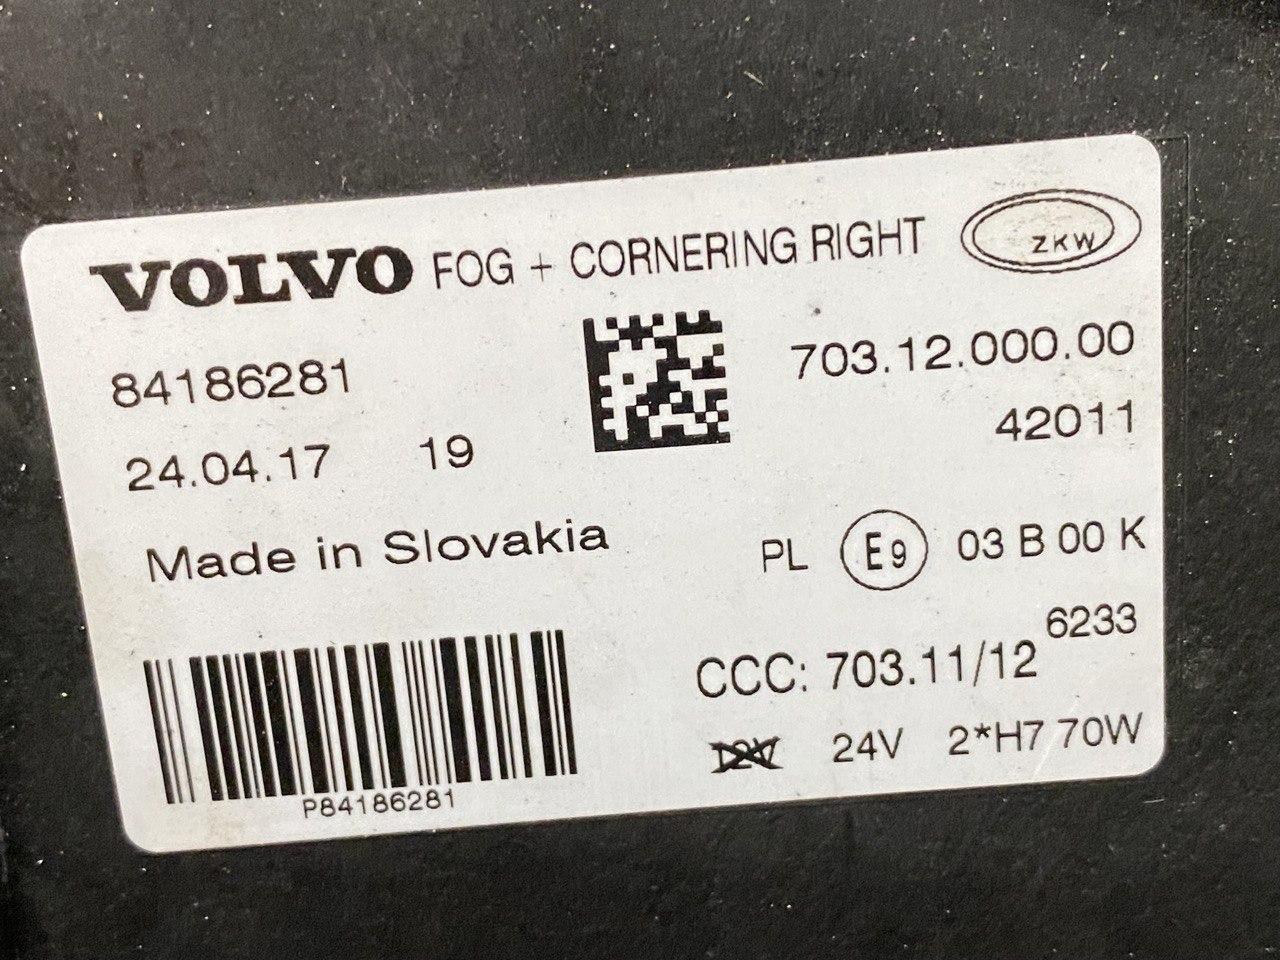 VOLVO FOG + CORNERING RIGHT ZKW
84186281 703.12.000.00
42011
24.04.17 19
Made in Slovakia
PL E9 03 B 00 K
6233
CCC: 703.11/12
12V 24V 2*H7 70W
P84186281